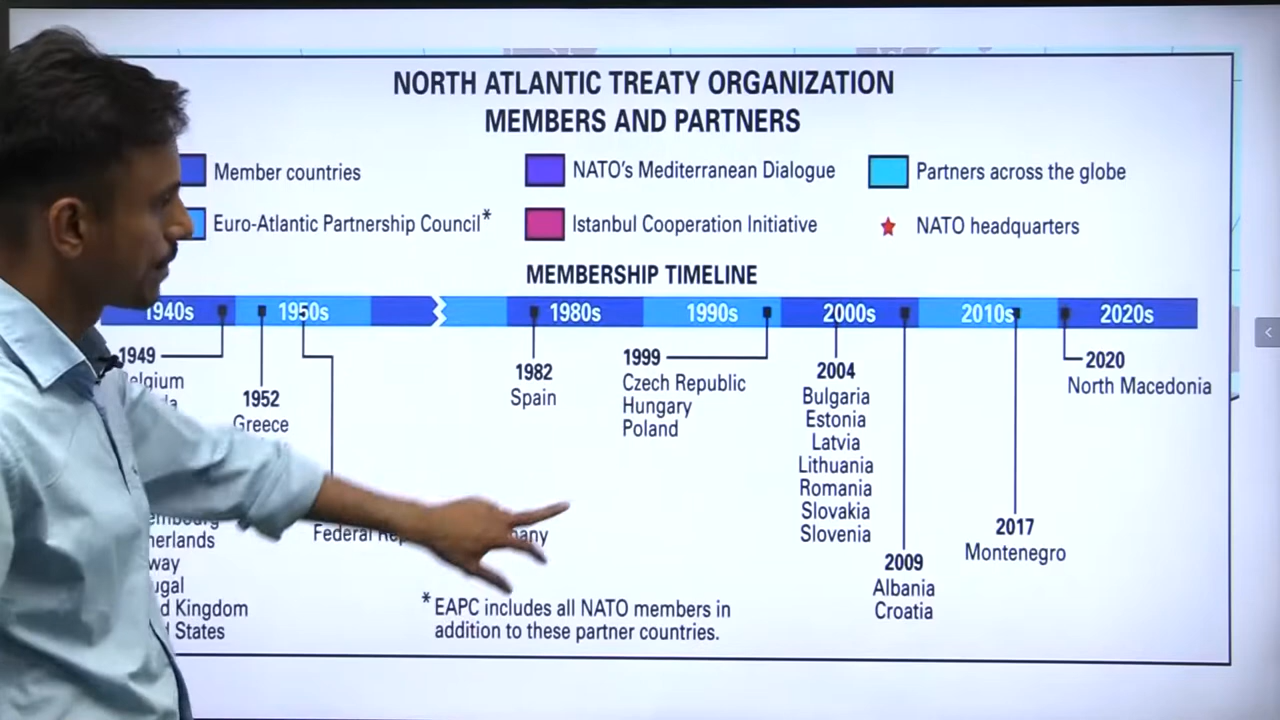 NORTH ATLANTIC TREATY ORGANIZATION
MEMBERS AND PARTNERS
Member countries
NATO's Mediterranean Dialogue
Partners across the globe
Euro-Atlantic Partnership Council*
Istanbul Cooperation Initiative
NATO headquarters
MEMBERSHIP TIMELINE
1940s 1950s 1980s 1990s 2000s 2010s 2020s
1949
1952
Greece
Federal
1982
Spain
1999
Czech Republic
Hungary
Poland
2004
Bulgaria
Estonia
Latvia
Lithuania
Romania
Slovakia
Slovenia
2009
Albania
Croatia
2017
Montenegro
2020
North Macedonia
Kingdom
States
* EAPC includes all NATO members in
addition to these partner countries.